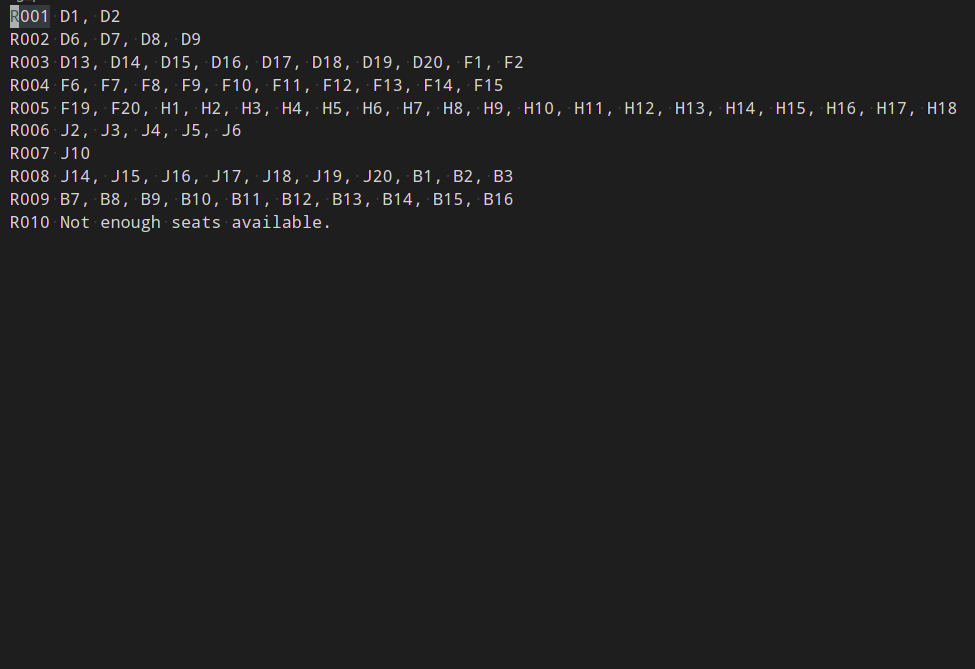 R001 D1, D2
R002 D6, D7, D8, D9
R003 D13, D14, D15, D16, D17, D18, D19, D20, F1, F2
R004 F6, F7, F8, F9, F10, F11, F12, F13, F14, F15
R005 F19, F20, H1, H2, H3, H4, H5, H6, H7, H8, H9, H10, H11, H12, H13, H14, H15, H16, H17, H18
R006 J2, J3, J4, J5, J6
R007 J10
R008 J14, J15, J16, J17, J18, J19, J20, B1, B2, B3
R009 B7, B8, B9, B10, B11, B12, B13, B14, B15, B16
R010 Not enough seats available.